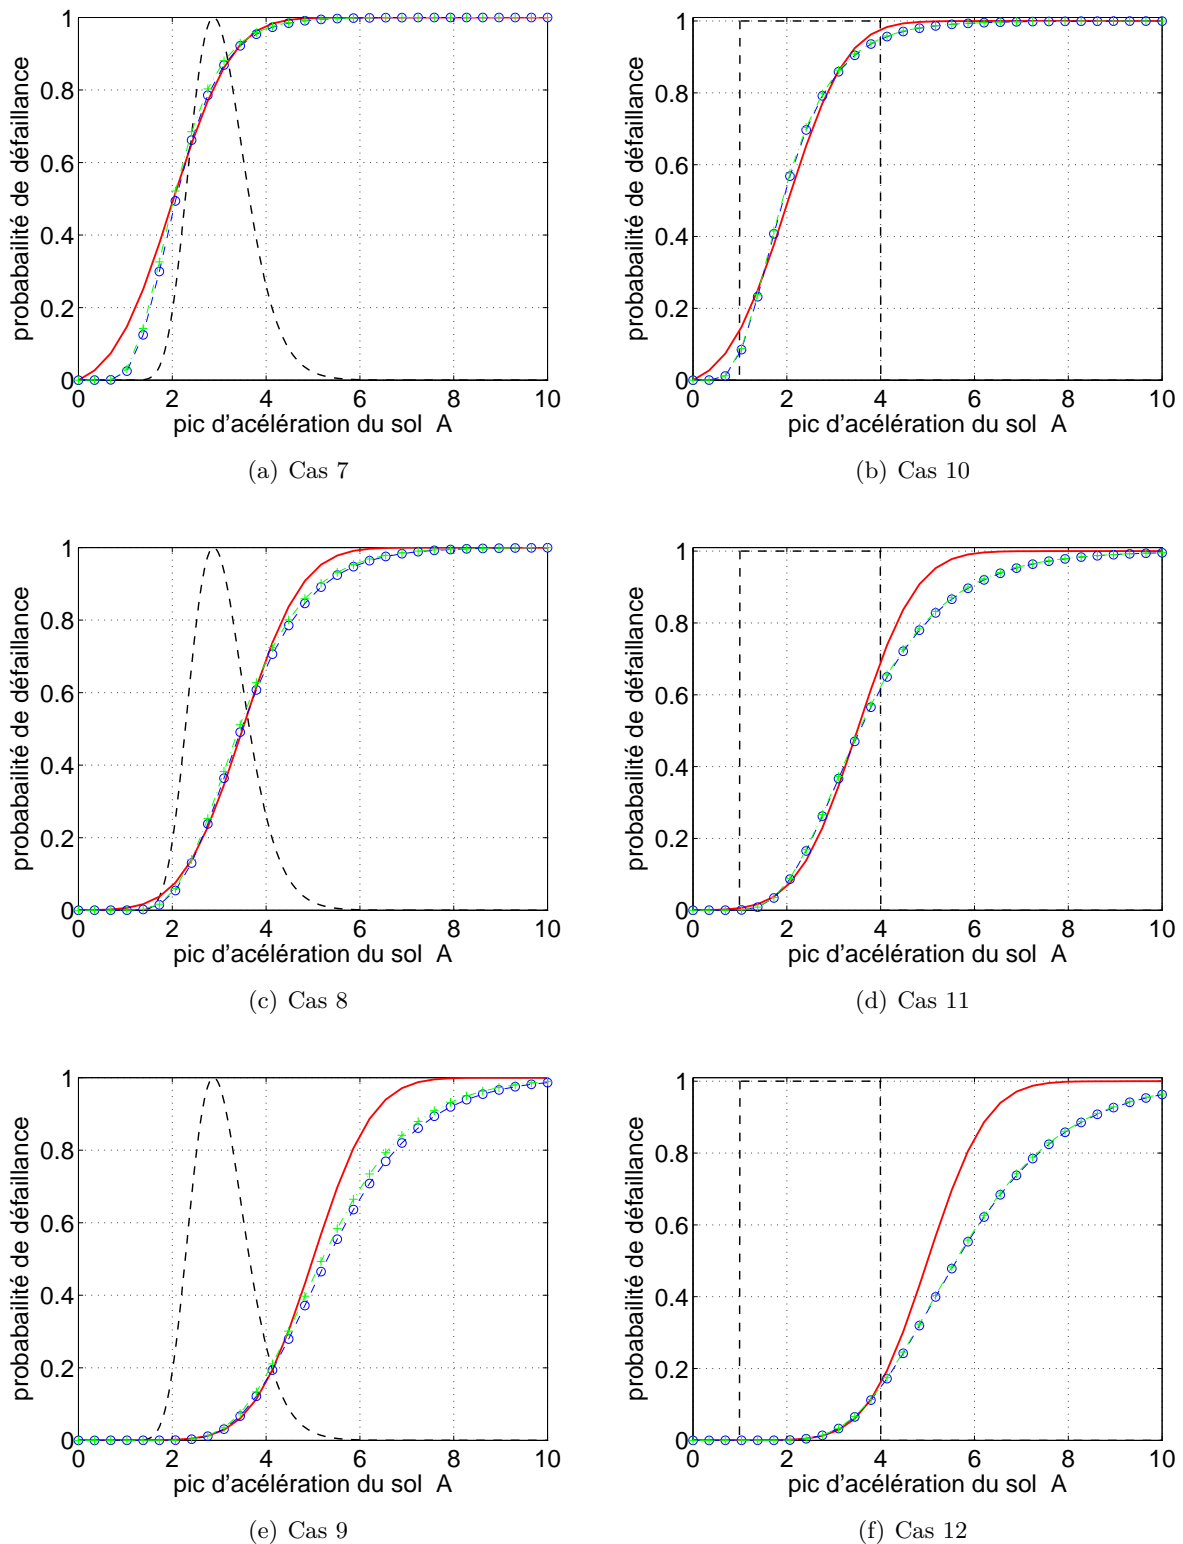 1
0.8
0.6
0.4
0.2
0
probabailité de défaillance
0 2 4 6 8 10
pic d'acélération du sol A
(a) Cas 7
1
0.8
0.6
0.4
0.2
0
probabailité de défaillance
0 2 4 6 8 10
pic d'acélération du sol A
(b) Cas 10
1
0.8
0.6
0.4
0.2
0
probabailité de défaillance
0 2 4 6 8 10
pic d'acélération du sol A
(c) Cas 8
1
0.8
0.6
0.4
0.2
0
probabailité de défaillance
0 2 4 6 8 10
pic d'acélération du sol A
(d) Cas 11
1
0.8
0.6
0.4
0.2
0
probabailité de défaillance
0 2 4 6 8 10
pic d'acélération du sol A
(e) Cas 9
1
0.8
0.6
0.4
0.2
0
probabailité de défaillance
0 2 4 6 8 10
pic d'acélération du sol A
(f) Cas 12